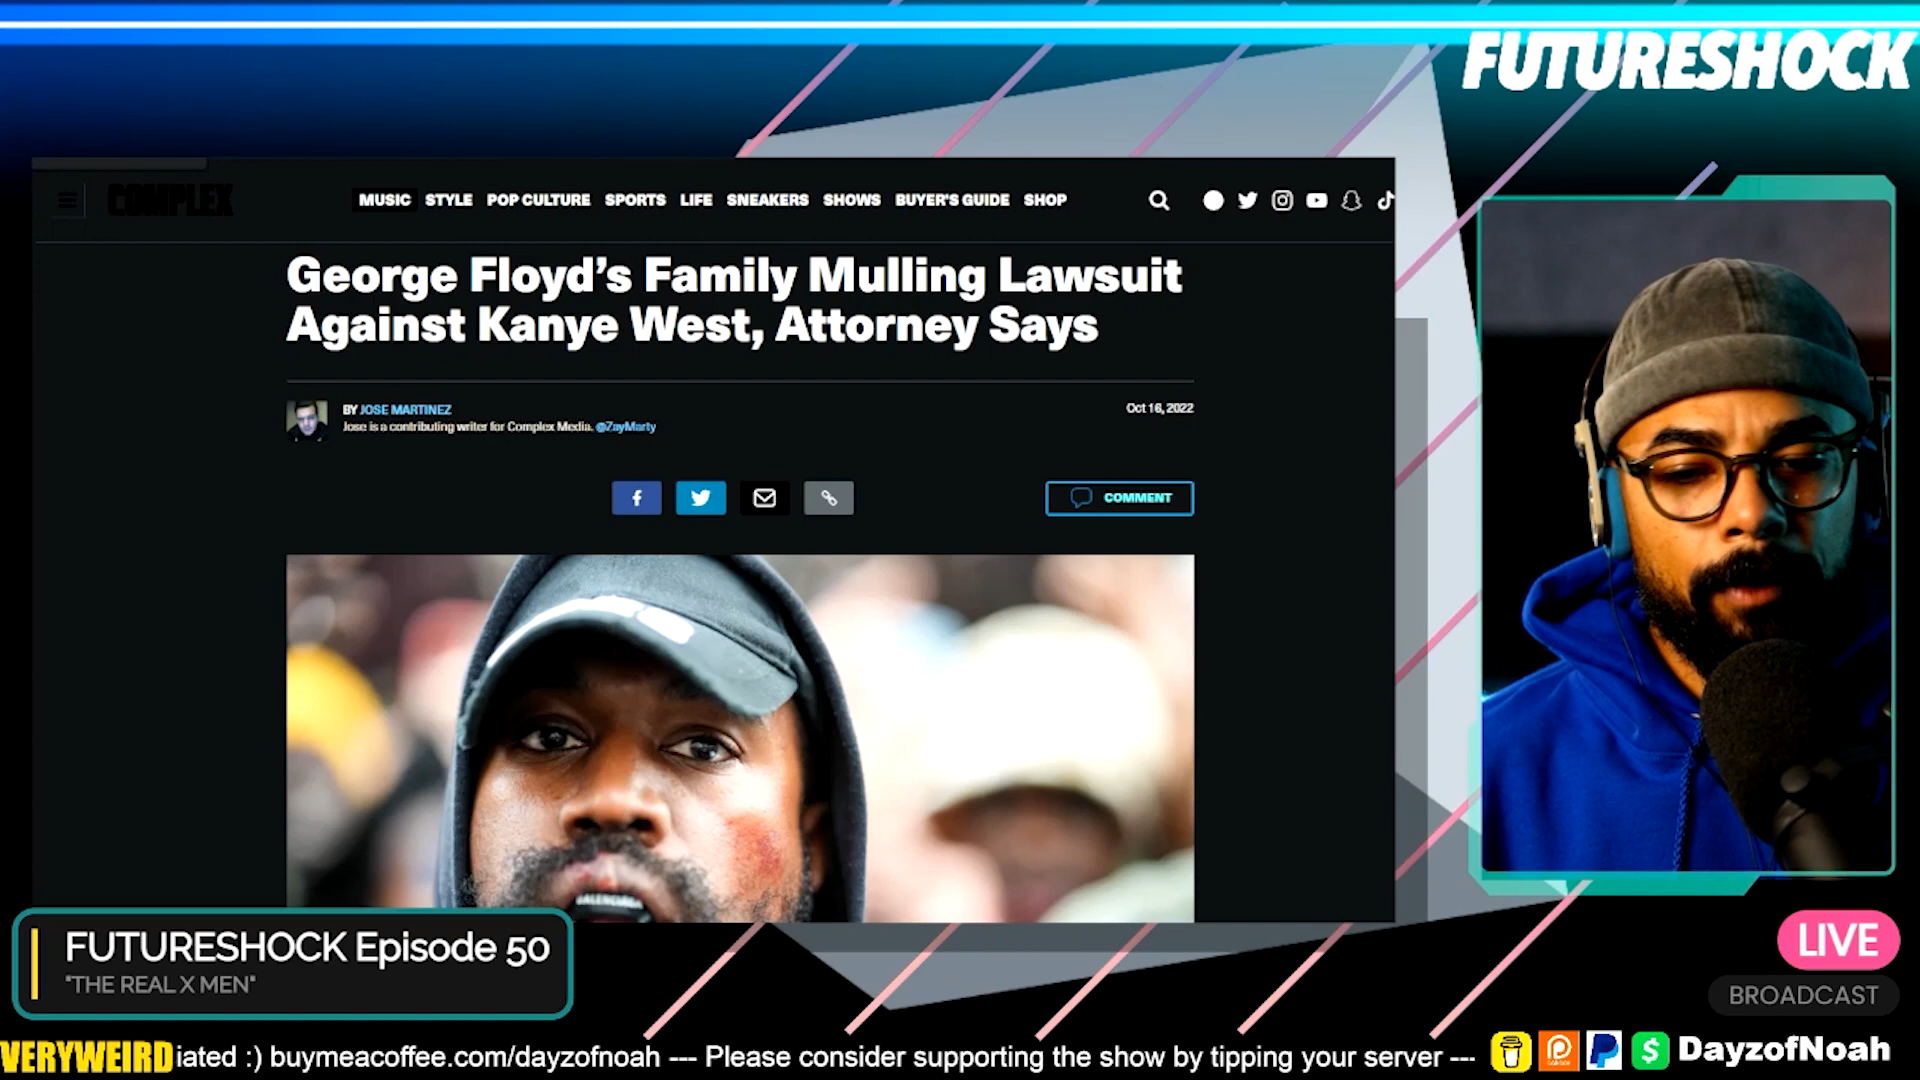 FUTURESHOCK
COMPLEX
MUSIC STYLE POP CULTURE SPORTS LIFE SNEAKERS SHOWS BUYER'S GUIDE SHOP
George Floyd’s Family Mulling Lawsuit
Against Kanye West, Attorney Says
BY JOSE MARTINEZ
Jose is a contributing writer for Complex Media. @ZayMarty
Oct 16, 2022
COMMENT
BALENCIAGA
FUTURESHOCK Episode 50
"THE REAL X MEN"
LIVE
BROADCAST
VERYWEIRD
iated :) buymeacoffee.com/dayzofnoah --- Please consider supporting the show by tipping your server ---
DayzofNoah